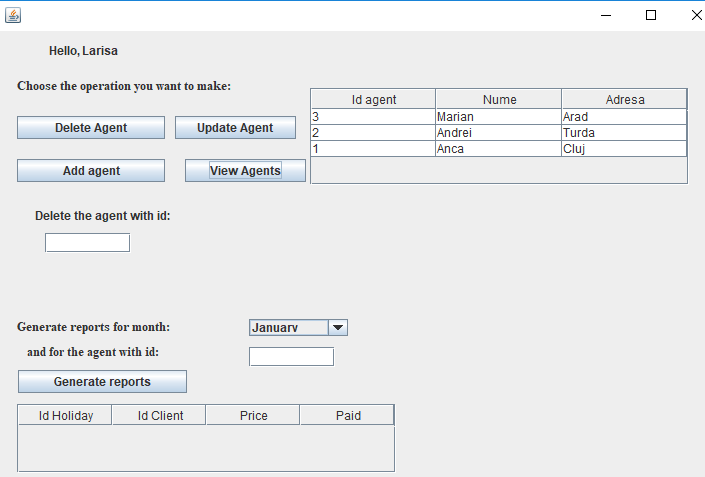 Hello, Larisa
Choose the operation you want to make:
Delete Agent Update Agent
Add agent View Agents
Id agent Nume Adresa
3 Marian Arad
2 Andrei Turda
1 Anca Cluj
Delete the agent with id:
Generate reports for month: January
and for the agent with id:
Generate reports
Id Holiday Id Client Price Paid